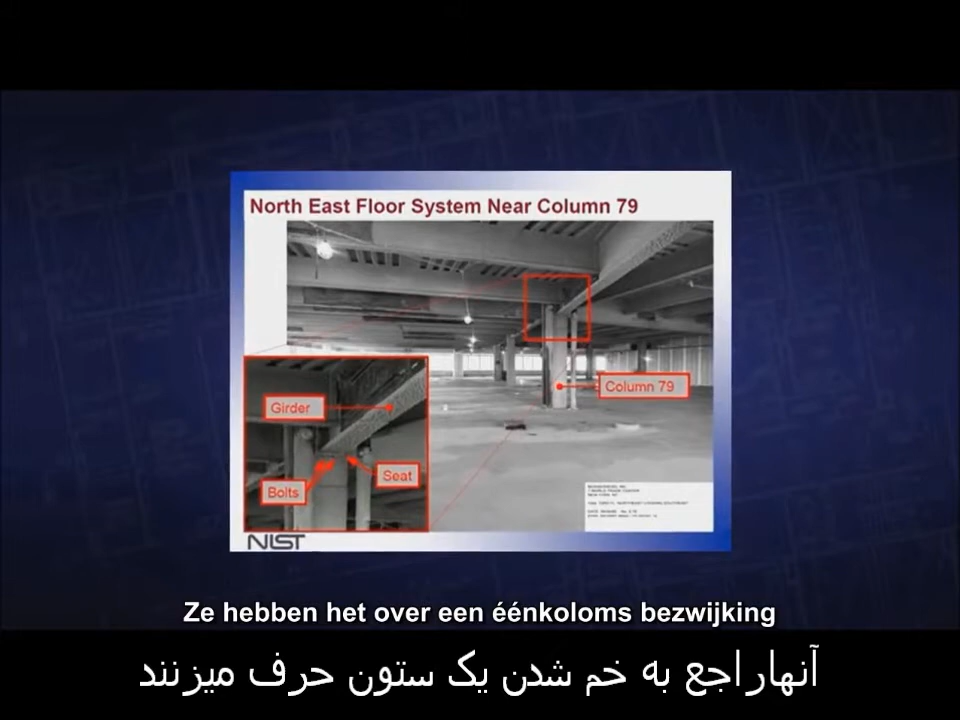 North East Floor System Near Column 79
Column 79
Girder
Seat
Bolts
NIST
Ze hebben het over een éénkoloms bezwijking
آنهاراجع به خم شدن یک ستون حرف میزنند